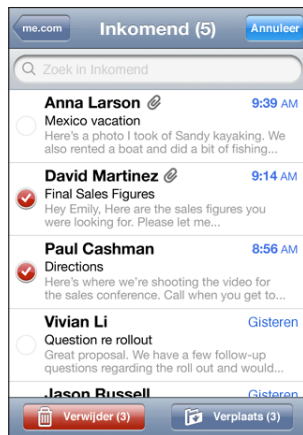 me.com Inkomend (5) Annuleer
Zoek in Inkomend
Anna Larson 9:39 AM
Mexico vacation
Here's a photo I took of Sandy kayaking. We
also rented a boat and did a bit of fishing...
David Martinez 9:14 AM
Final Sales Figures
Hey Emily, Here are the sales figures you
were looking for. Please let me...
Paul Cashman 8:56 AM
Directions
Here's where we're shooting the video for
the sales conference. Call when you get to...
Vivian Li Gisteren
Question re rollout
Great proposal. We have a few follow-up
questions regarding the roll out and would...
Jason Russell Gisteren
Verwijder (3) Verplaats (3)